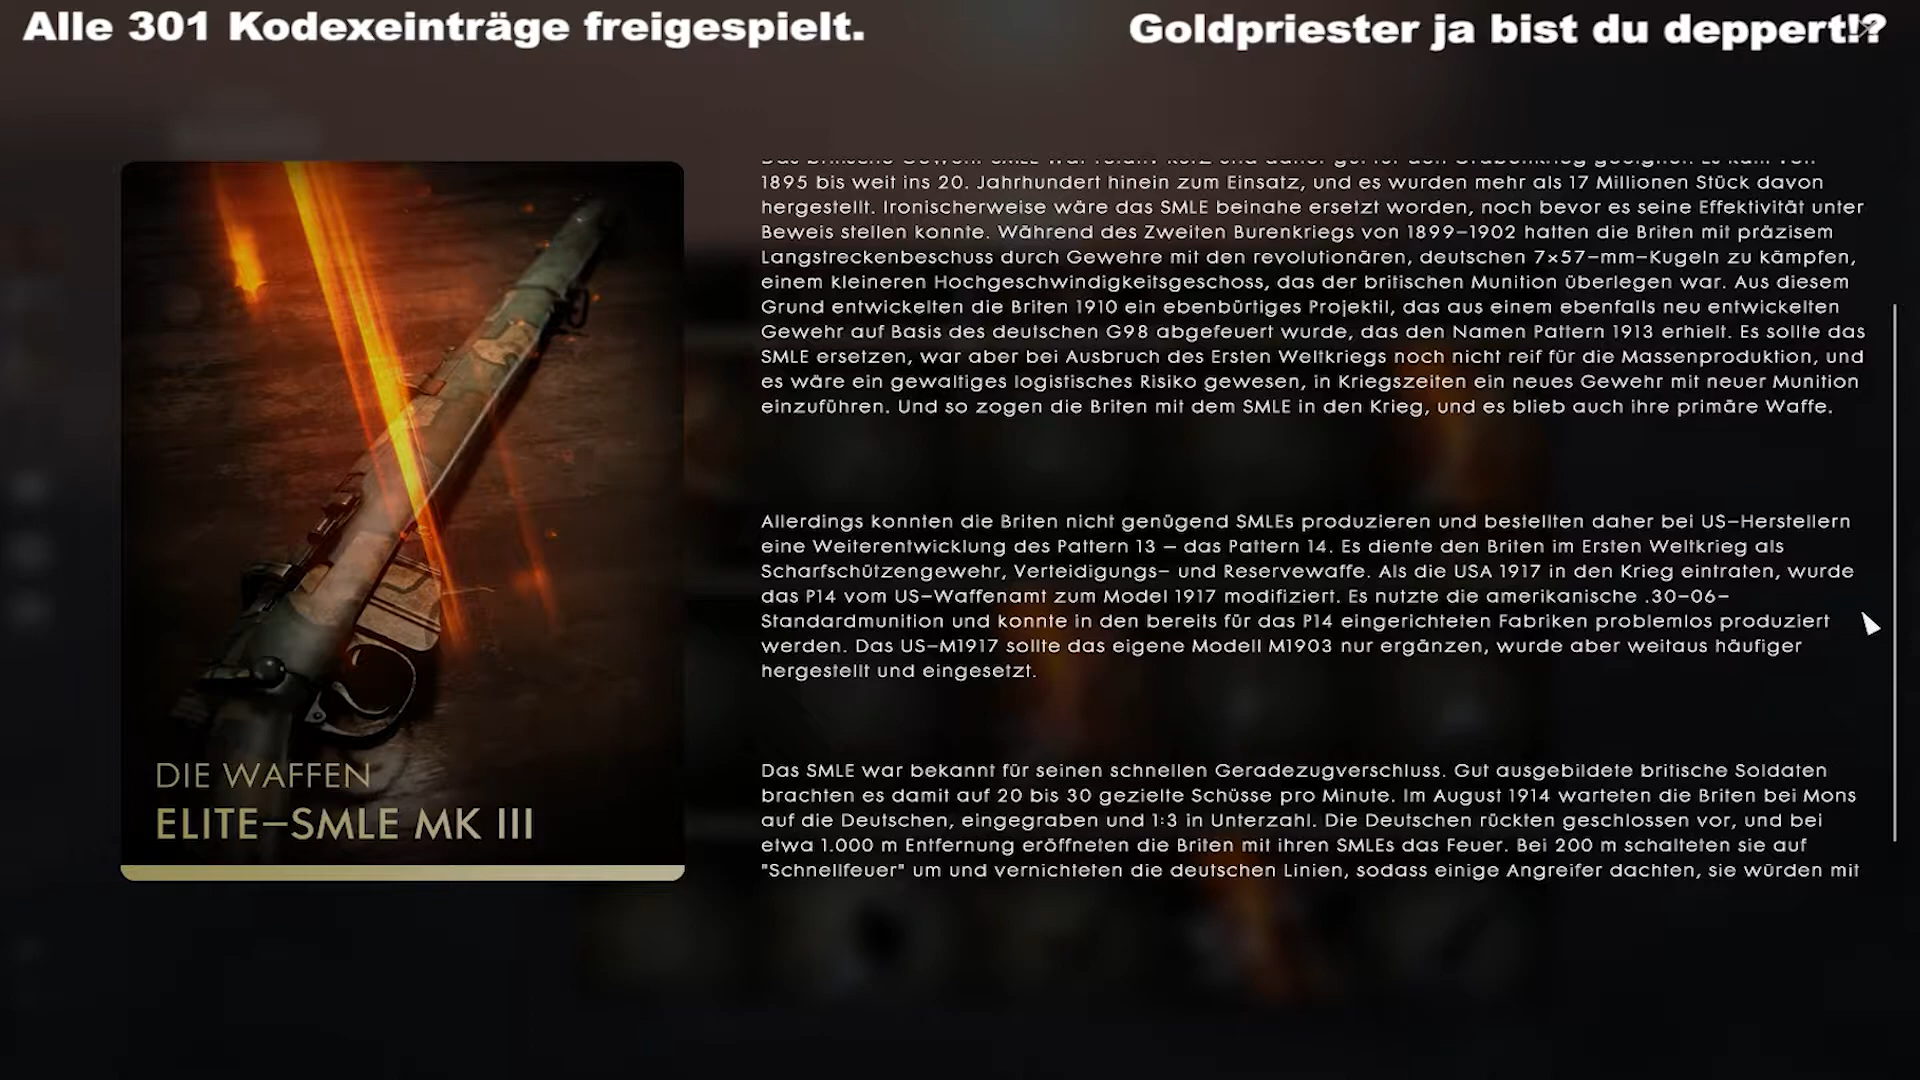 Alle 301 Kodexeinträge freigespielt.
Goldpriester ja bist du deppert!?
1895 bis weit ins 20. Jahrhundert hinein zum Einsatz, und es wurden mehr als 17 Millionen Stück davon
hergestellt. Ironischerweise wäre das SMLE beinahe ersetzt worden, noch bevor es seine Effektivität unter
Beweis stellen konnte. Während des Zweiten Burenkriegs von 1899–1902 hatten die Briten mit präzisem
Langstreckenbeschuss durch Gewehre mit den revolutionären, deutschen 7×57–mm–Kugeln zu kämpfen,
einem kleineren Hochgeschwindigkeitsgeschoss, das der britischen Munition überlegen war. Aus diesem
Grund entwickelten die Briten 1910 ein ebenbürtiges Projektil, das aus einem ebenfalls neu entwickelten
Gewehr auf Basis des deutschen G98 abgefeuert wurde, das den Namen Pattern 1913 erhielt. Es sollte das
SMLE ersetzen, war aber bei Ausbruch des Ersten Weltkriegs noch nicht reif für die Massenproduktion, und
es wäre ein gewaltiges logistisches Risiko gewesen, in Kriegszeiten ein neues Gewehr mit neuer Munition
einzuführen. Und so zogen die Briten mit dem SMLE in den Krieg, und es blieb auch ihre primäre Waffe.
Allerdings konnten die Briten nicht genügend SMLEs produzieren und bestellten daher bei US–Herstellern
eine Weiterentwicklung des Pattern 13 – das Pattern 14. Es diente den Briten im Ersten Weltkrieg als
Scharfschützengewehr, Verteidigungs– und Reservewaffe. Als die USA 1917 in den Krieg eintraten, wurde
das P14 vom US–Waffenamt zum Model 1917 modifiziert. Es nutzte die amerikanische .30–06–
Standardmunition und konnte in den bereits für das P14 eingerichteten Fabriken problemlos produziert
werden. Das US–M1917 sollte das eigene Modell M1903 nur ergänzen, wurde aber weitaus häufiger
hergestellt und eingesetzt.
Das SMLE war bekannt für seinen schnellen Geradezugverschluss. Gut ausgebildete britische Soldaten
brachten es damit auf 20 bis 30 gezielte Schüsse pro Minute. Im August 1914 warteten die Briten bei Mons
auf die Deutschen, eingegraben und 1:3 in Unterzahl. Die Deutschen rückten geschlossen vor, und bei
etwa 1.000 m Entfernung eröffneten die Briten mit ihren SMLEs das Feuer. Bei 200 m schalteten sie auf
"Schnellfeuer" um und vernichteten die deutschen Linien, sodass einige Angreifer dachten, sie würden mit
DIE WAFFEN
ELITE–SMLE MK III